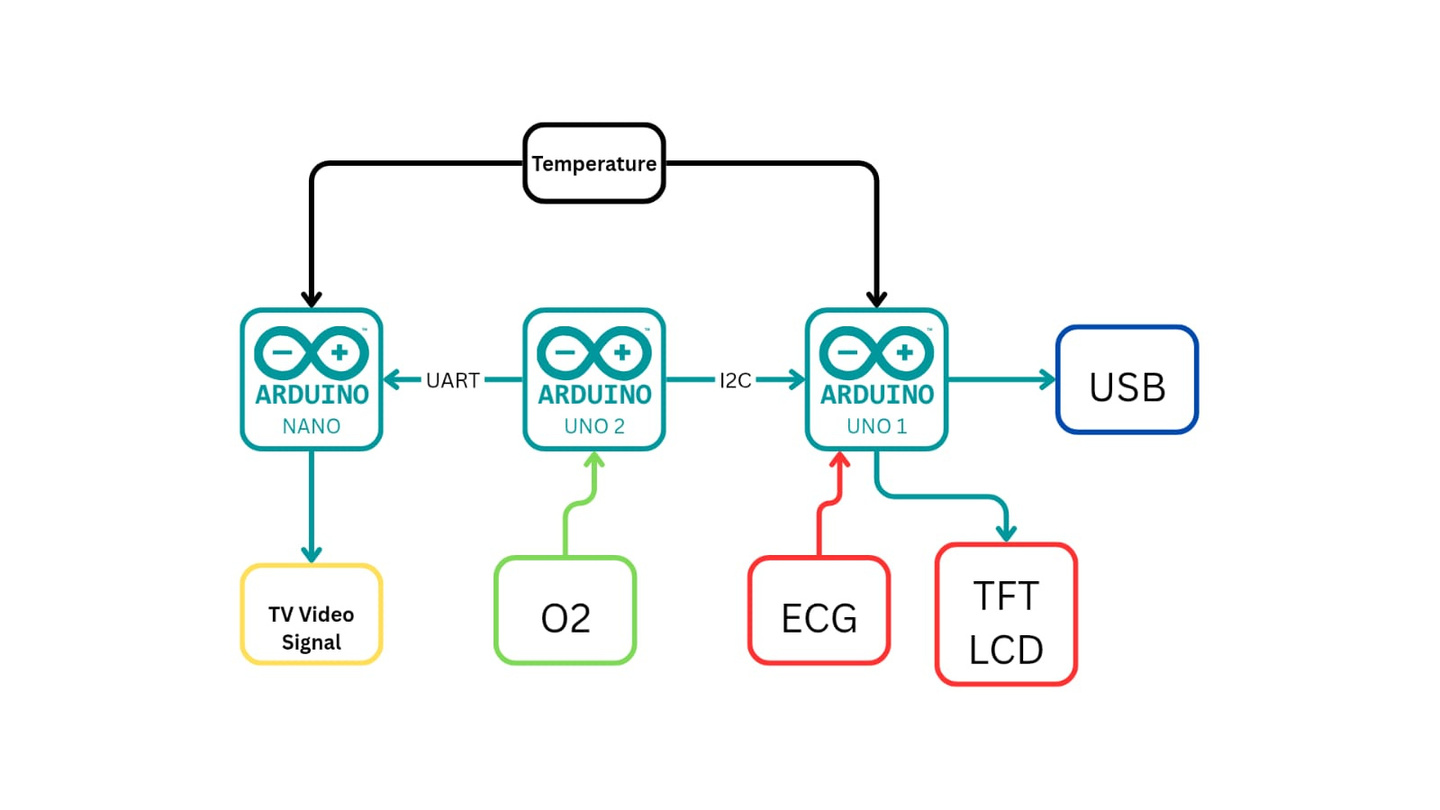 Temperature
ARDUINO
NANO
UART
ARDUINO
UNO 2
I2C
ARDUINO
UNO 1
USB
TV Video
Signal
O2
ECG
TFT
LCD